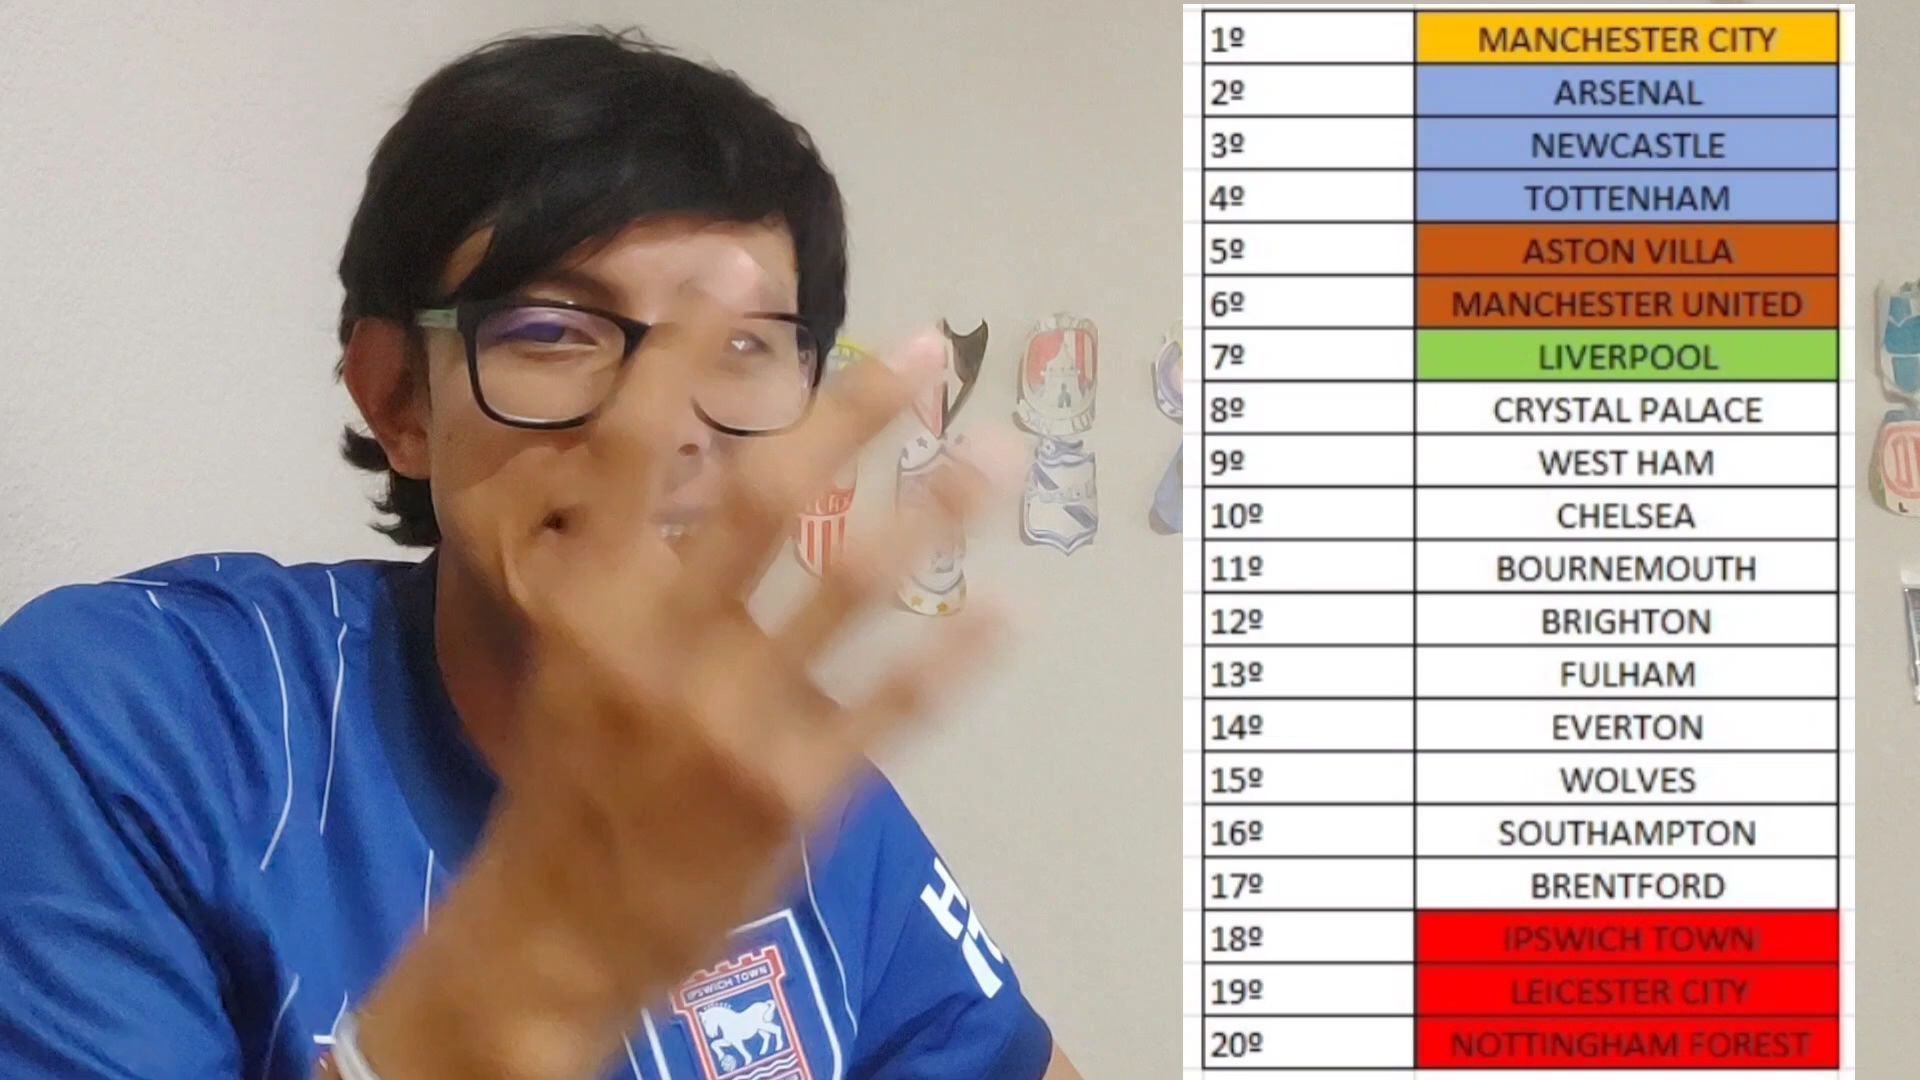 1º MANCHESTER CITY
2º ARSENAL
3º NEWCASTLE
4º TOTTENHAM
5º ASTON VILLA
6º MANCHESTER UNITED
7º LIVERPOOL
8º CRYSTAL PALACE
9º WEST HAM
10º CHELSEA
11º BOURNEMOUTH
12º BRIGHTON
13º FULHAM
14º EVERTON
15º WOLVES
16º SOUTHAMPTON
17º BRENTFORD
18º IPSWICH TOWN
19º LEICESTER CITY
20º NOTTINGHAM FOREST
IPSWICH TOWN